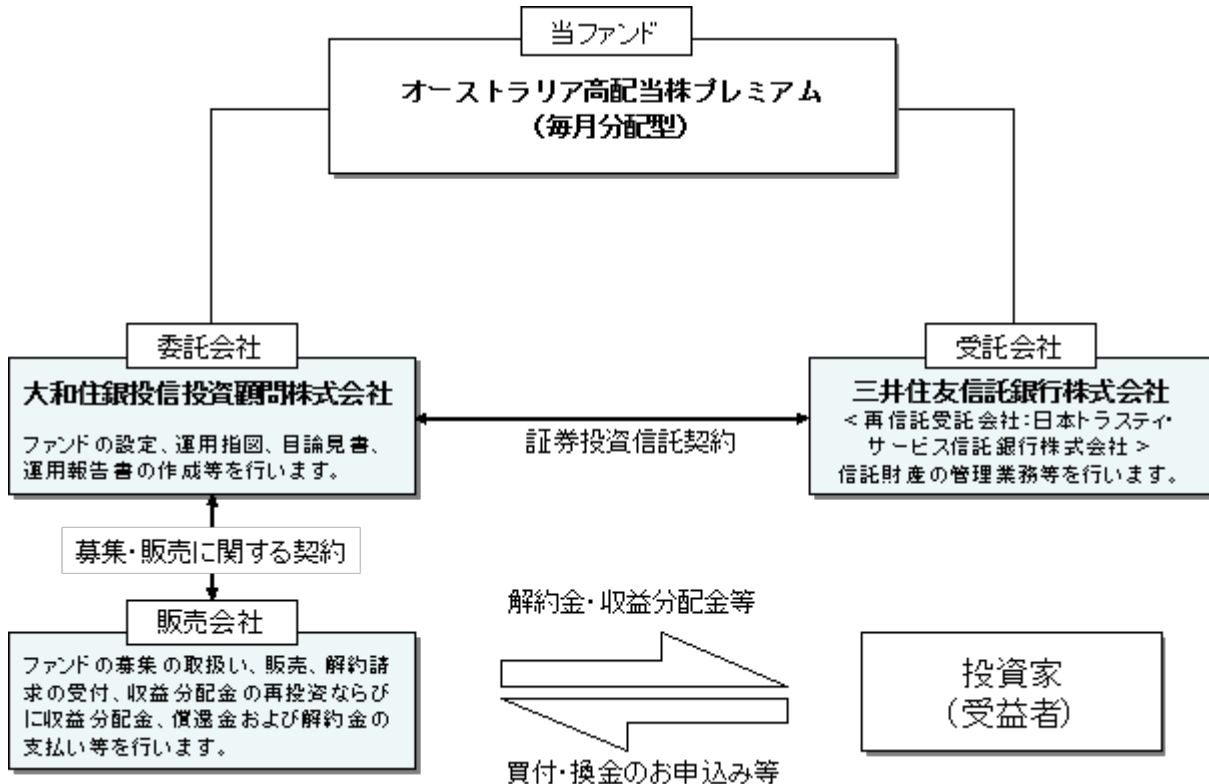 当ファンド
オーストラリア高配当株プレミアム
（毎月分配型）
委託会社
大和住銀投信投資顧問株式会社
ファンドの設定、運用指図、目論見書、
運用報告書の作成等を行います。
証券投資信託契約
受託会社
三井住友信託銀行株式会社
＜再信託受託会社：日本トラスティ・
サービス信託銀行株式会社＞
信託財産の管理業務等を行います。
募集・販売に関する契約
販売会社
ファンドの募集の取扱い、販売、解約請
求の受付、収益分配金の再投資ならび
に収益分配金、償還金および解約金の
支払い等を行います。
解約金・収益分配金等
買付・換金のお申込み等
投資家
（受益者）